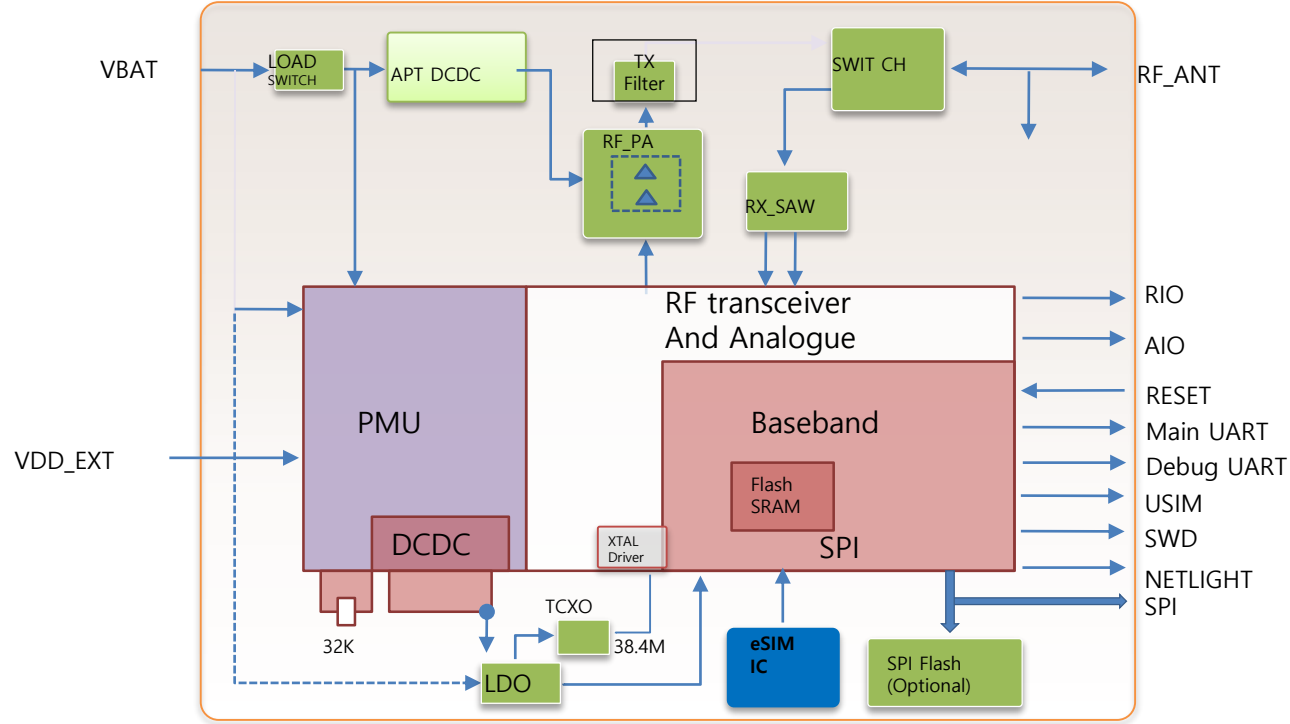 VBAT
LOAD
SWITCH
APT DCDC
TX
Filter
SWIT CH
RF_ANT
RF_PA
RX_SAW
RF transceiver
And Analogue
RIO
AIO
RESET
PMU
Baseband
Main UART
VDD_EXT
Debug UART
Flash
SRAM
USIM
DCDC
XTAL
Driver
SPI
SWD
NETLIGHT
SPI
TCXO
32K
38.4M
eSIM
IC
LDO
SPI Flash
(Optional)